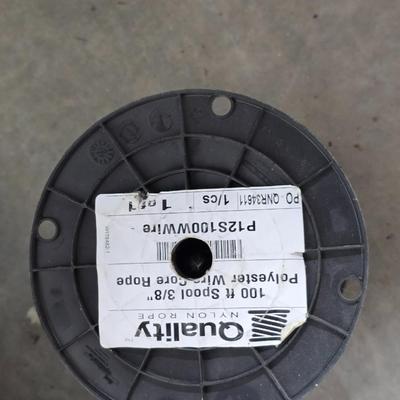 Quality
NYLON ROPE
100 ft Spool 3/8"
Polyester Wire Core Rope
P12S100WWire
PO QNR34611 1/cs 1 of 1